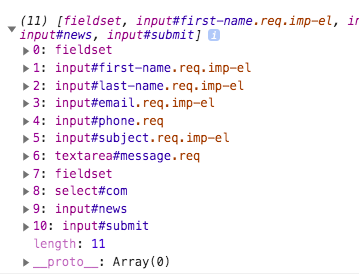 (11) [fieldset, input#first-name.req.imp-el, in
input#news, input#submit] i
0: fieldset
1: input#first-name.req.imp-el
2: input#last-name.req.imp-el
3: input#email.req.imp-el
4: input#phone.req
5: input#subject.req.imp-el
6: textarea#message.req
7: fieldset
8: select#com
9: input#news
10: input#submit
length: 11
__proto__: Array(0)